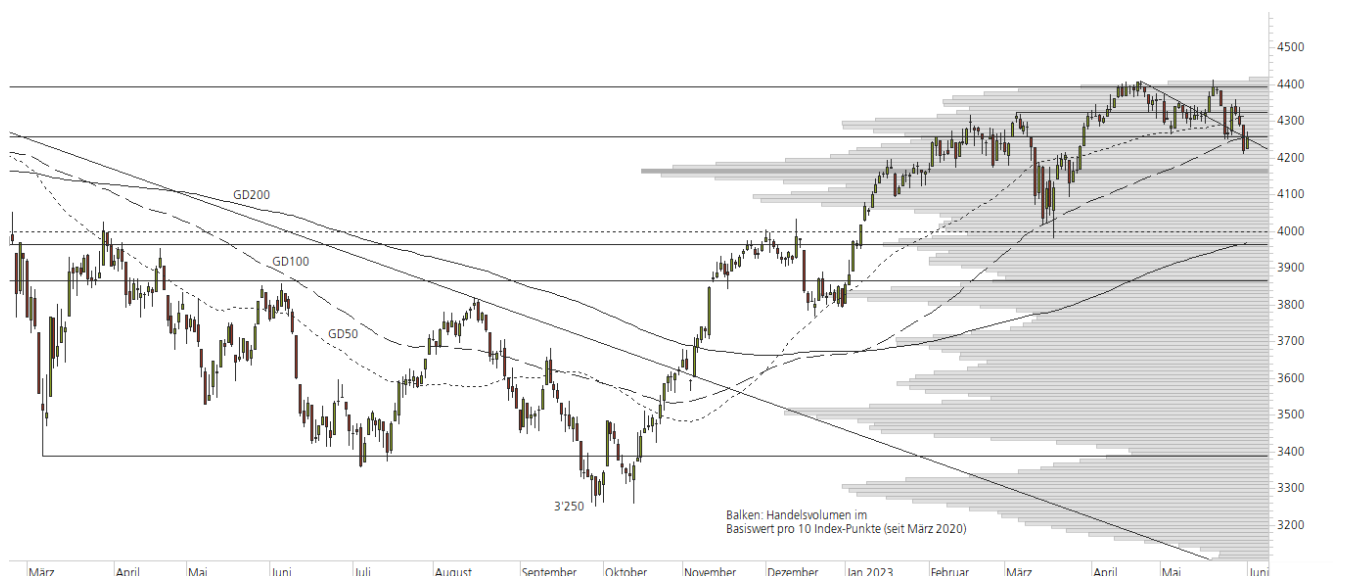 4500
4400
4300
4200
GD200
4100
4000
GD100
3900
3800
GD50
3700
3600
3500
3400
3300
3'250
Balken: Handelsvolumen im
Basiswert pro 10 Index-Punkte (seit März 2020)
3200
März April Mai Juni Juli August September Oktober November Dezember Jan 2023 Februar März April Mai Juni